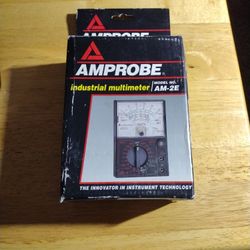 AMPROBE
AMPROBE®
industrial multimeter
MODEL NO.
AM-2E
THE INNOVATOR IN INSTRUMENT TECHNOLOGY